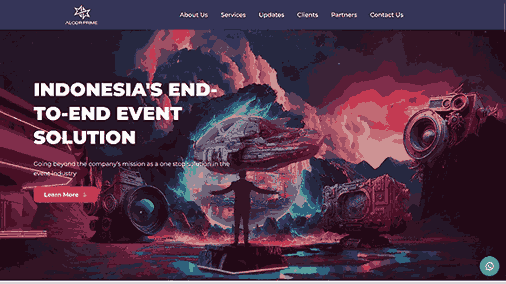 ALCOR PRIME
About Us
Services
Updates
Clients
Partners
Contact Us
INDONESIA'S END-
TO-END EVENT
SOLUTION
Going beyond the company's mission as a one stop solution in the
event industry
Learn More